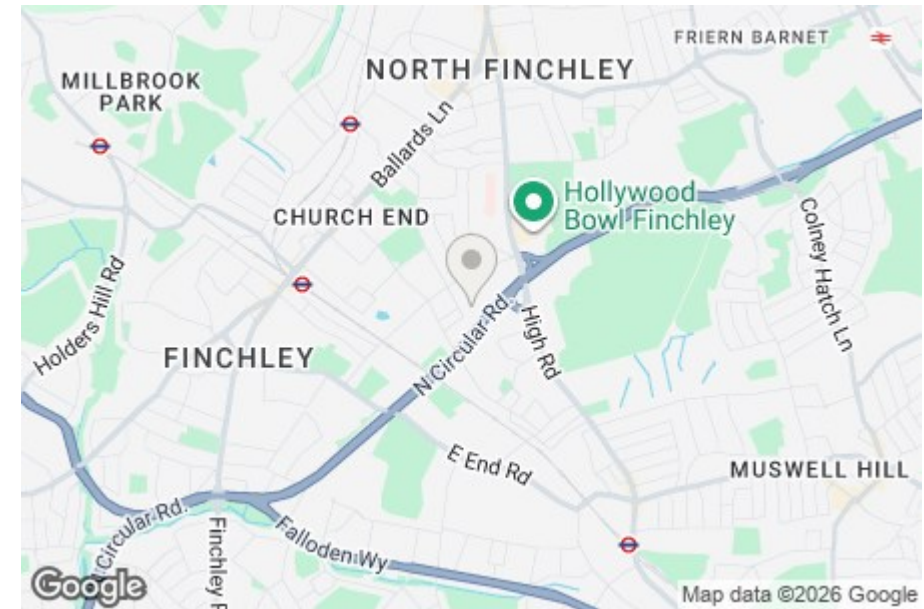 FRIERN BARNET
NORTH FINCHLEY
MILLBROOK
PARK
Ballards Ln
Hollywood
Bowl Finchley
CHURCH END
Colney Hatch Ln
Holders Hill Rd
N Circular Rd
High Rd
FINCHLEY
E End Rd
MUSWELL HILL
N Circular Rd.
Finchley R
Falloden Wy
Google
Map data ©2026 Google